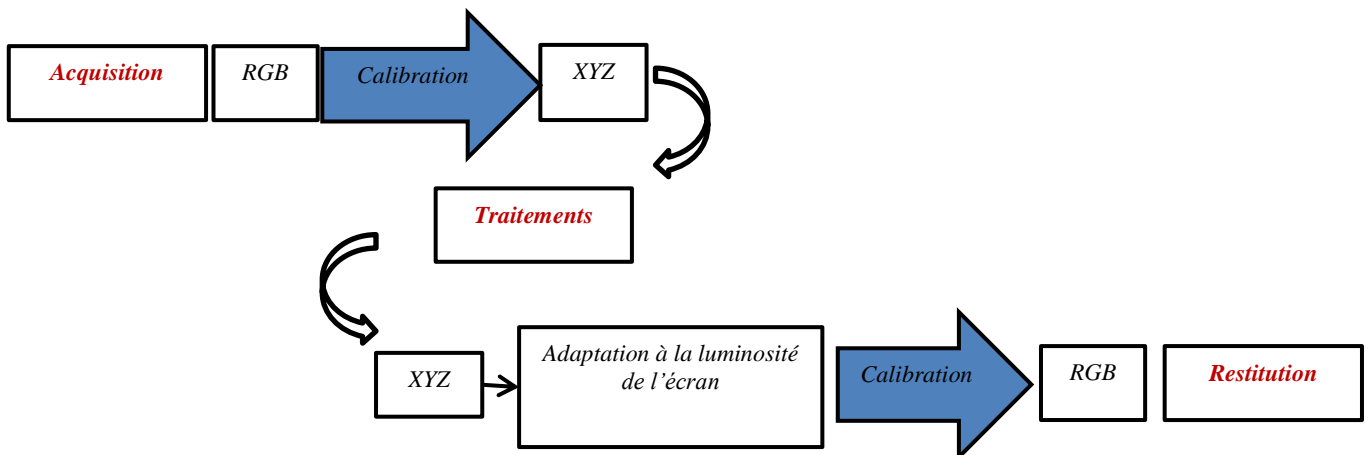 Acquisition
RGB
Calibration
XYZ
Traitements
XYZ
Adaptation à la luminosité
de l’écran
Calibration
RGB
Restitution